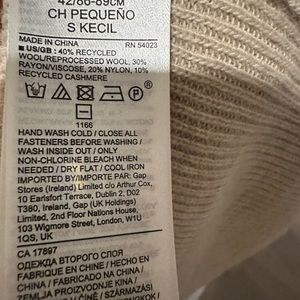 42/86-89CM
CH PEQUEÑO
S KECIL
MADE IN CHINA RN 54023
■ US/GB : 40% RECYCLED
WOOL/REPROCESSED WOOL, 30%
RAYON/VISCOSE, 20% NYLON, 10%
RECYCLED CASHMERE
P
1166
HAND WASH COLD / CLOSE ALL
FASTENERS BEFORE WASHING /
WASH INSIDE OUT / ONLY
NON-CHLORINE BLEACH WHEN
NEEDED / DRY FLAT / COOL IRON
IMPORTED BY/IMPORTE PAR: Gap
Stores (Ireland) Limited c/o Arthur Cox,
10 Earlsfort Terrace, Dublin 2, D02
T380, Ireland, Gap (UK Holdings)
Limited, 2nd Floor Nations House,
103 Wigmore Street, London, W1U
1QS, UK
CA 17897
ОДЕЖДА ВТОРОГО СЛОЯ
FABRIQUÉ EN CHINE / HECHO EN
CHINA / FABRICADO NA CHINA /